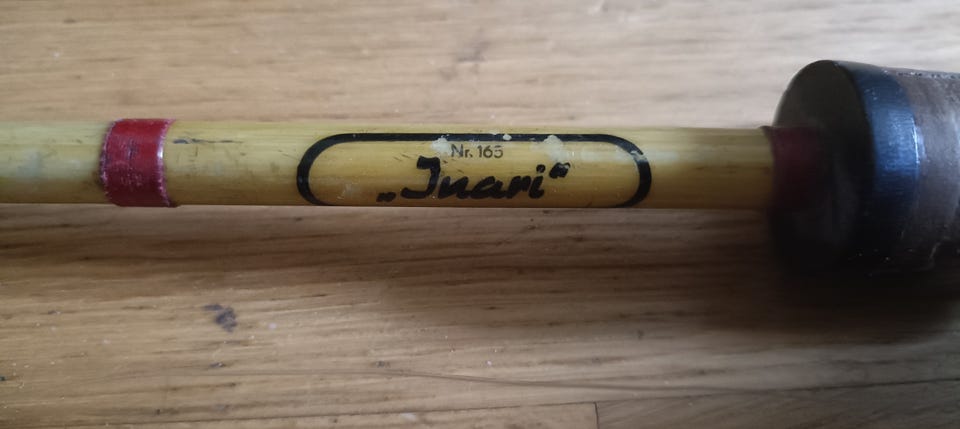 Nr. 165
„Inari“